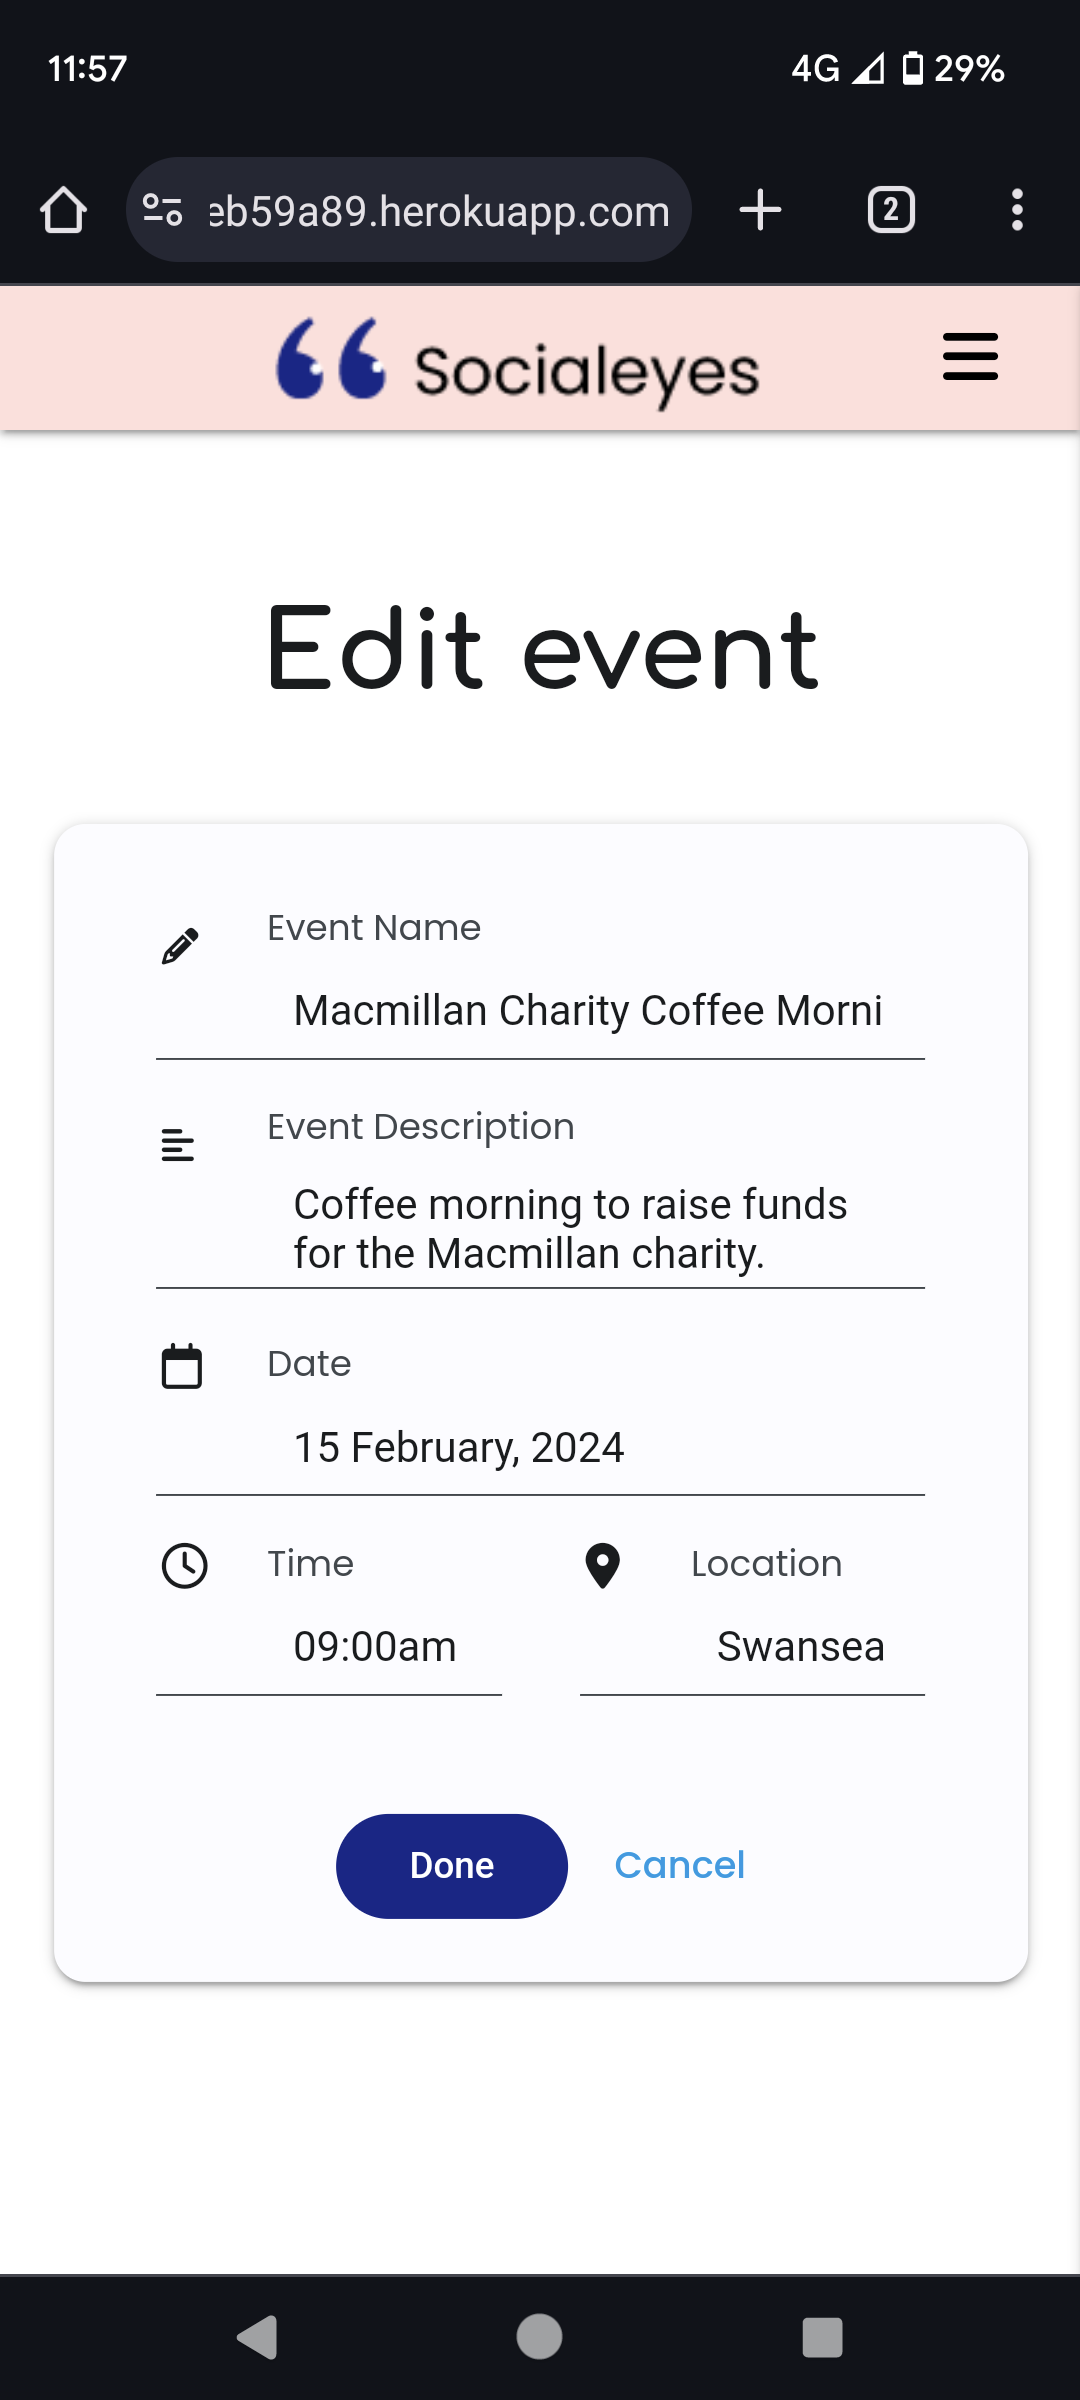 11:57
4G 29%
eb59a89.herokuapp.com
2
Socialeyes
Edit event
Event Name
Macmillan Charity Coffee Morni
Event Description
Coffee morning to raise funds
for the Macmillan charity.
Date
15 February, 2024
Time
Location
09:00am
Swansea
Done
Cancel